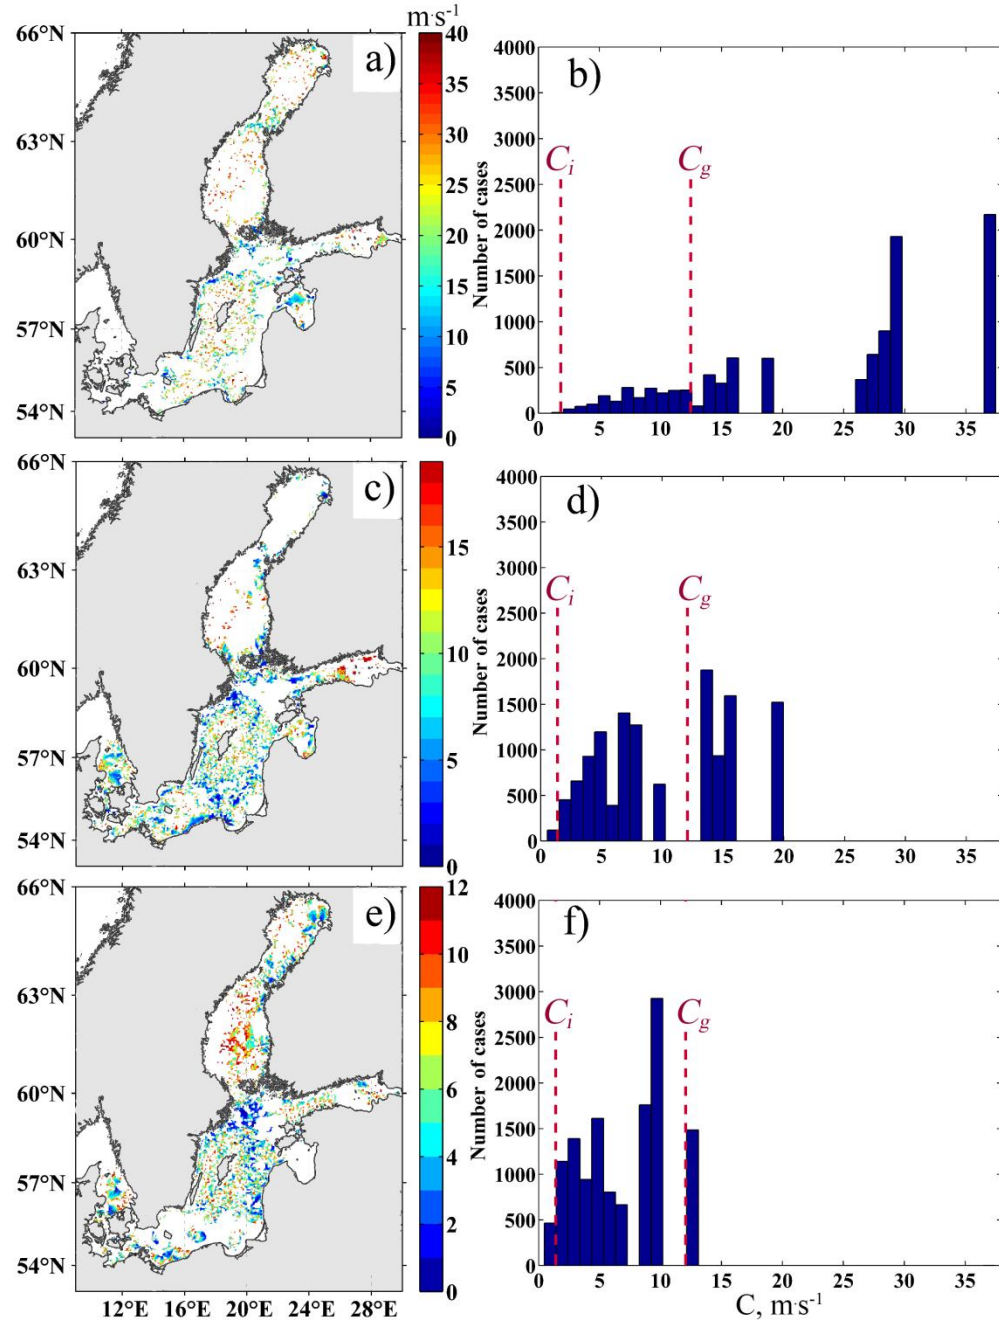 m·s⁻¹
66°N
63°N
60°N
57°N
54°N
a)
40
35
30
25
20
15
10
5
0
Number of cases
4000
3500
3000
2500
2000
1500
1000
500
0
b)
Ci
Cg
0 5 10 15 20 25 30 35
66°N
63°N
60°N
57°N
54°N
c)
15
10
5
0
Number of cases
4000
3500
3000
2500
2000
1500
1000
500
0
d)
Ci
Cg
0 5 10 15 20 25 30 35
66°N
63°N
60°N
57°N
54°N
12°E 16°E 20°E 24°E 28°E
e)
12
10
8
6
4
2
0
Number of cases
4000
3500
3000
2500
2000
1500
1000
500
0
f)
Ci
Cg
0 5 10 15 20 25 30 35
C, m·s⁻¹